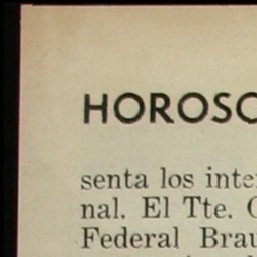 HOROSC
senta los inte
nal. El Tte.
Federal Brau